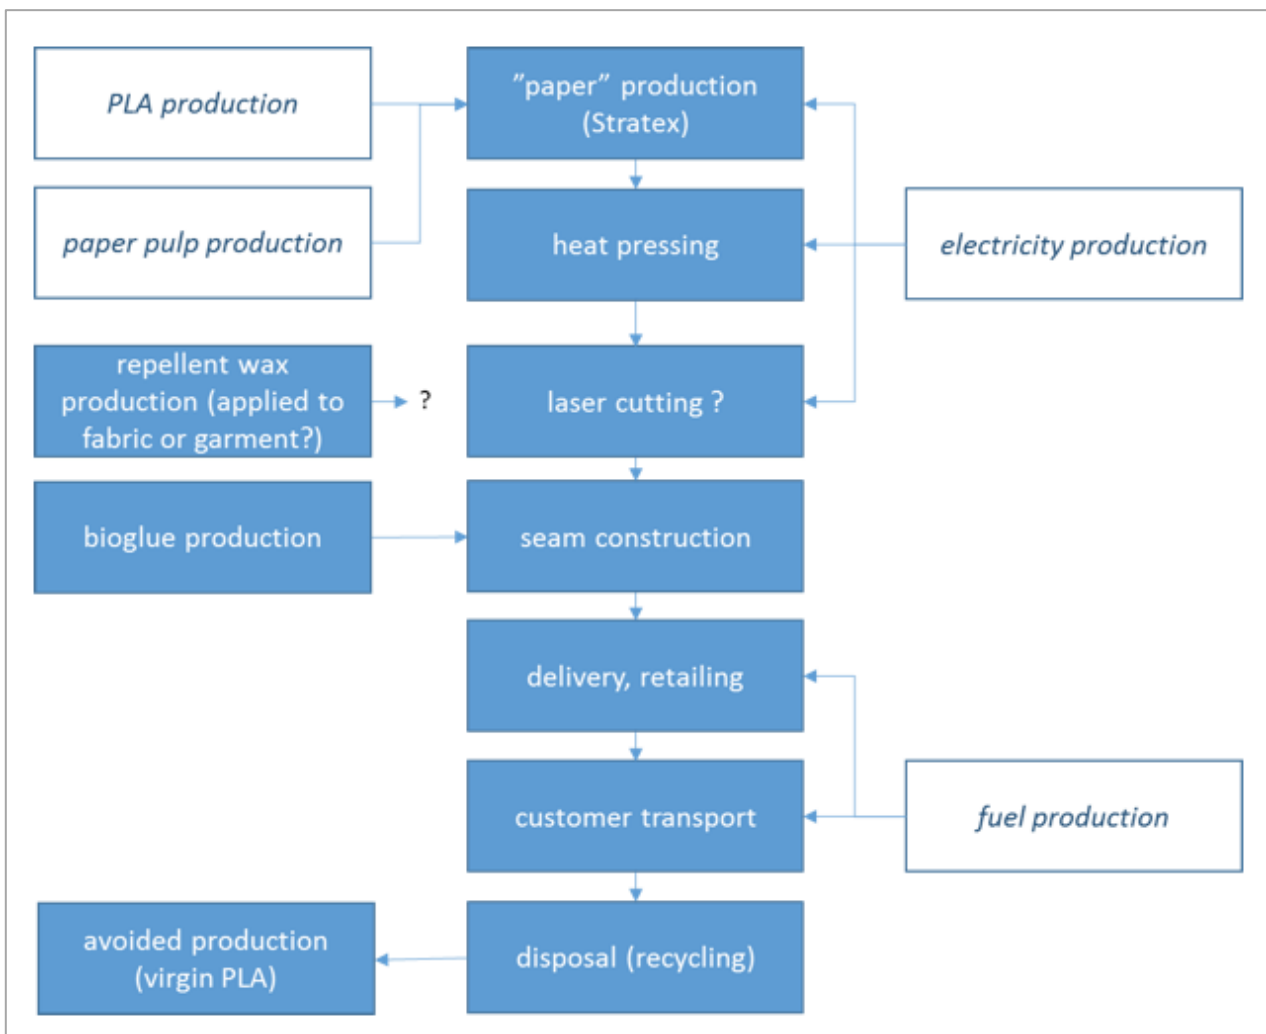 PLA production
”paper” production
(Stratex)
paper pulp production
heat pressing
electricity production
repellent wax
production (applied to
fabric or garment?)
?
laser cutting ?
bioglue production
seam construction
delivery, retailing
customer transport
fuel production
avoided production
(virgin PLA)
disposal (recycling)